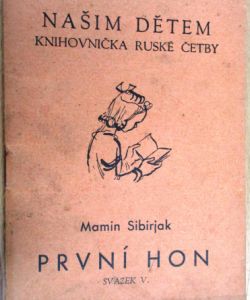 NAŠIM DĚTEM
KNIHOVNIČKA RUSKÉ ČETBY
Mamin Sibirjak
PRVNÍ HON
SVAZEK V.